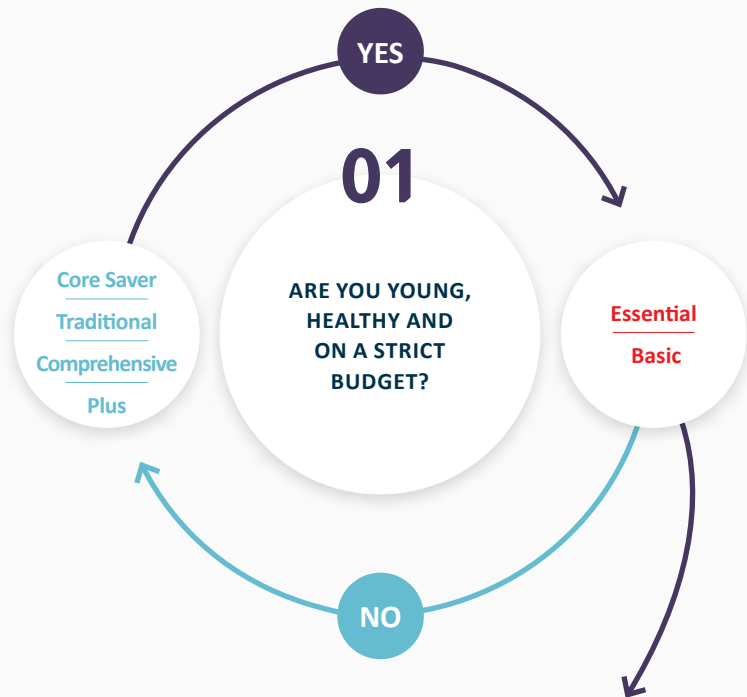 YES
01
ARE YOU YOUNG,
HEALTHY AND
ON A STRICT
BUDGET?
Core Saver
Traditional
Comprehensive
Plus
Essential
Basic
NO